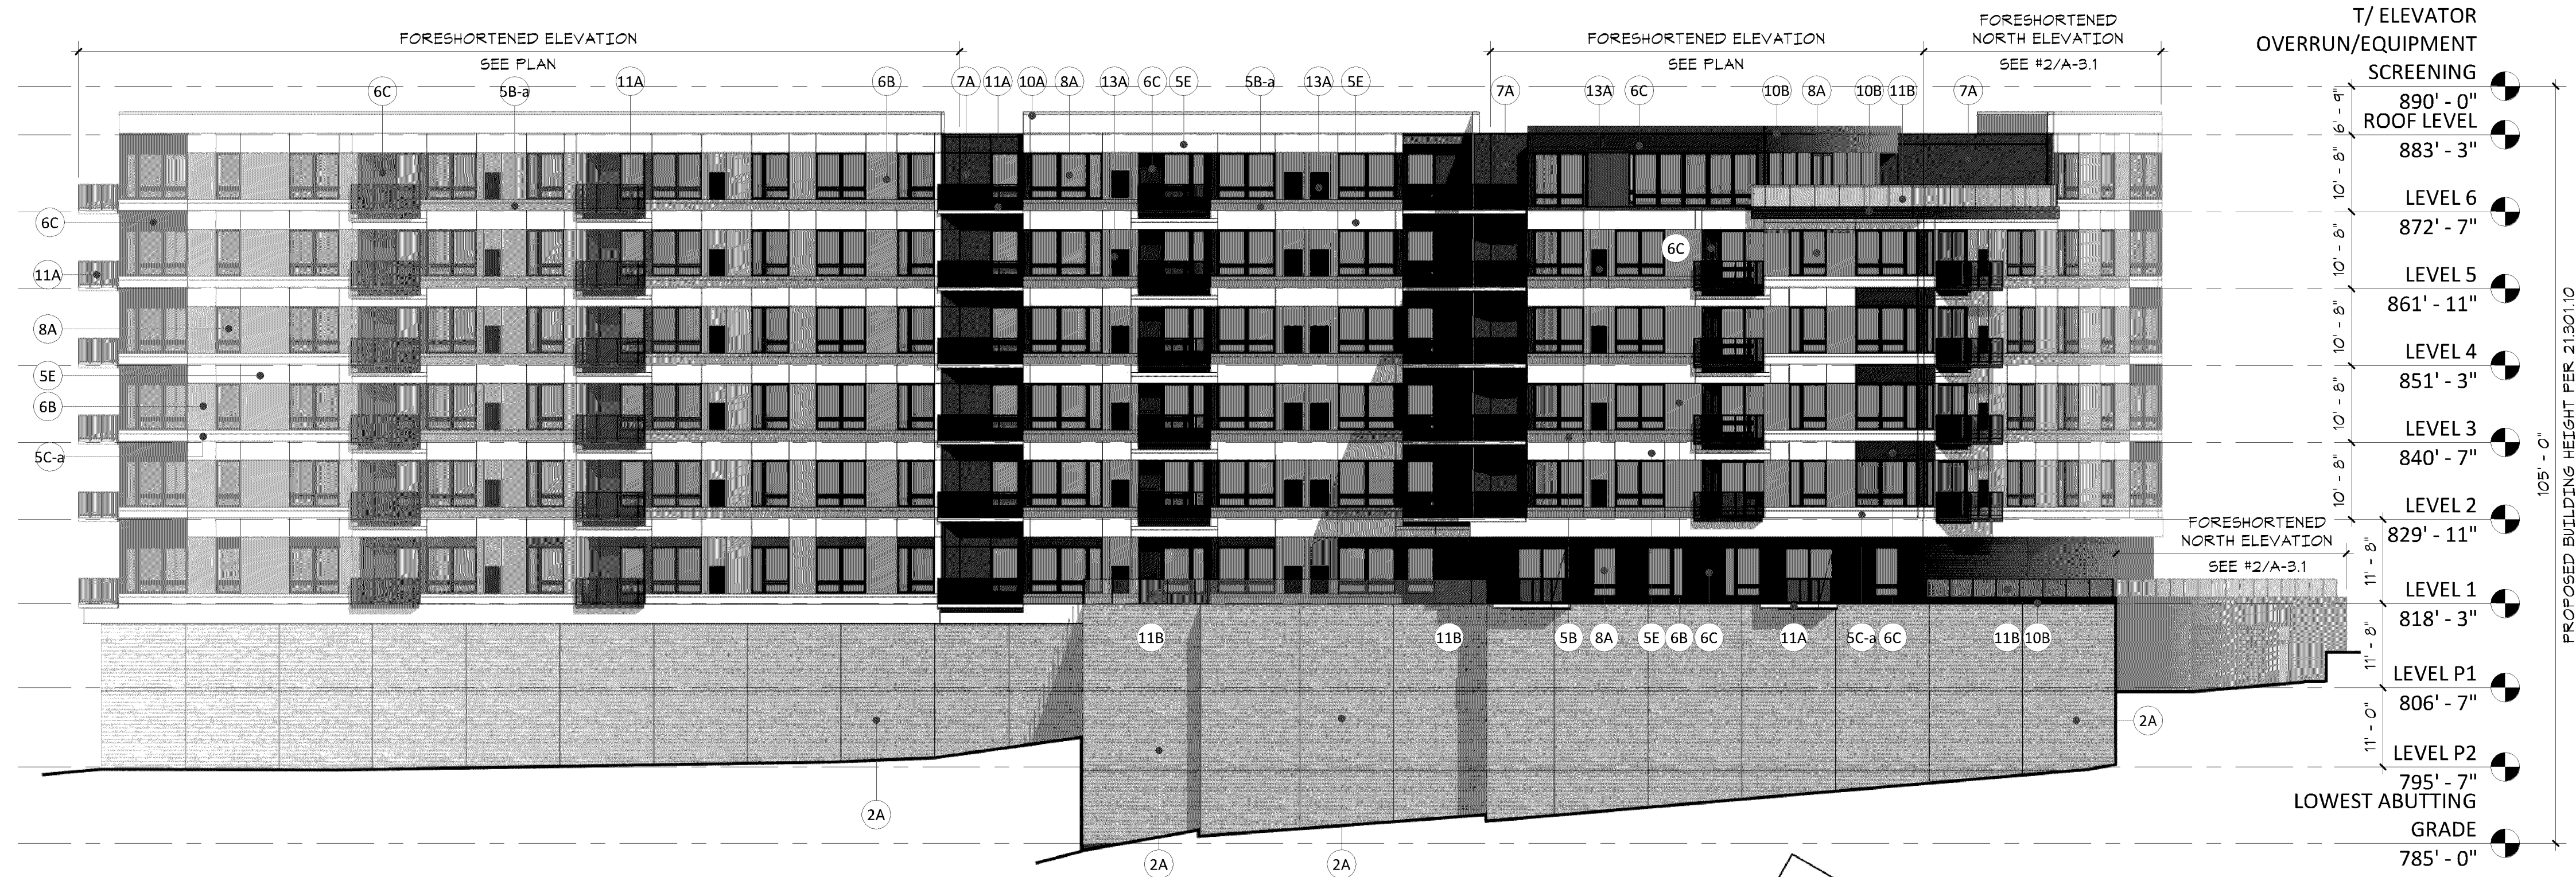 FORESHORTENED ELEVATION
SEE PLAN
FORESHORTENED ELEVATION
SEE PLAN
FORESHORTENED
NORTH ELEVATION
SEE #2/A-3.1
6C
5B-a
11A
6B
7A
11A
10A
8A
13A
6C
5E
5B-a
13A
5E
7A
13A
6C
10B
8A
10B
11B
7A
6C
11A
8A
5E
6B
5C-a
6C
11B
11B
5B
8A
5E
6B
6C
11A
5C-a
6C
11B
10B
2A
2A
2A
2A
FORESHORTENED
NORTH ELEVATION
SEE #2/A-3.1
T/ ELEVATOR
OVERRUN/EQUIPMENT
SCREENING
890' - 0"
ROOF LEVEL
883' - 3"
LEVEL 6
872' - 7"
LEVEL 5
861' - 11"
LEVEL 4
851' - 3"
LEVEL 3
840' - 7"
LEVEL 2
829' - 11"
LEVEL 1
818' - 3"
LEVEL P1
806' - 7"
LEVEL P2
795' - 7"
LOWEST ABUTTING
GRADE
785' - 0"
6' - 9"
10' - 8"
10' - 8"
10' - 8"
10' - 8"
10' - 8"
11' - 8"
11' - 8"
11' - 0"
105' - 0"
PROPOSED BUILDING HEIGHT PER 21.301.10